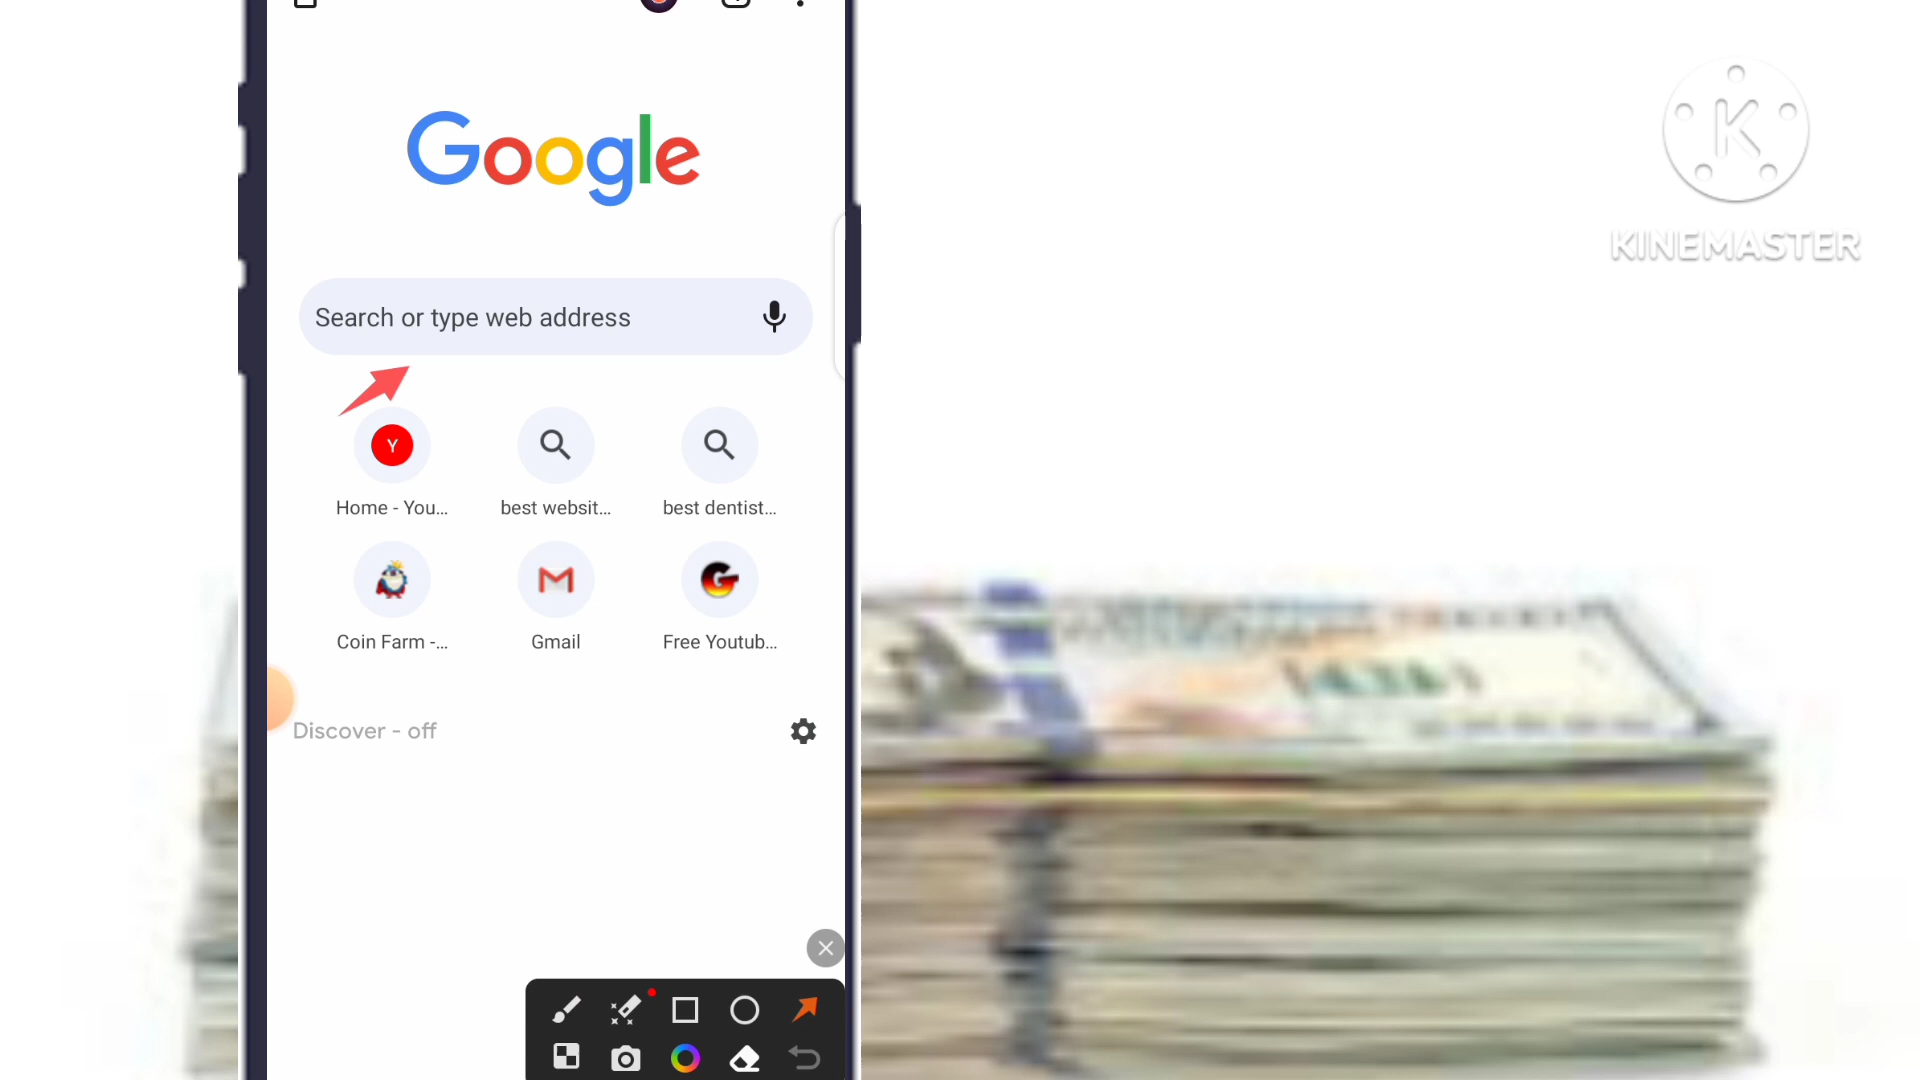 Google
K
KINEMASTER
Search or type web address
Y
Home - You...
best websit...
best dentist...
Coin Farm -...
Gmail
Free Youtub...
Discover - off